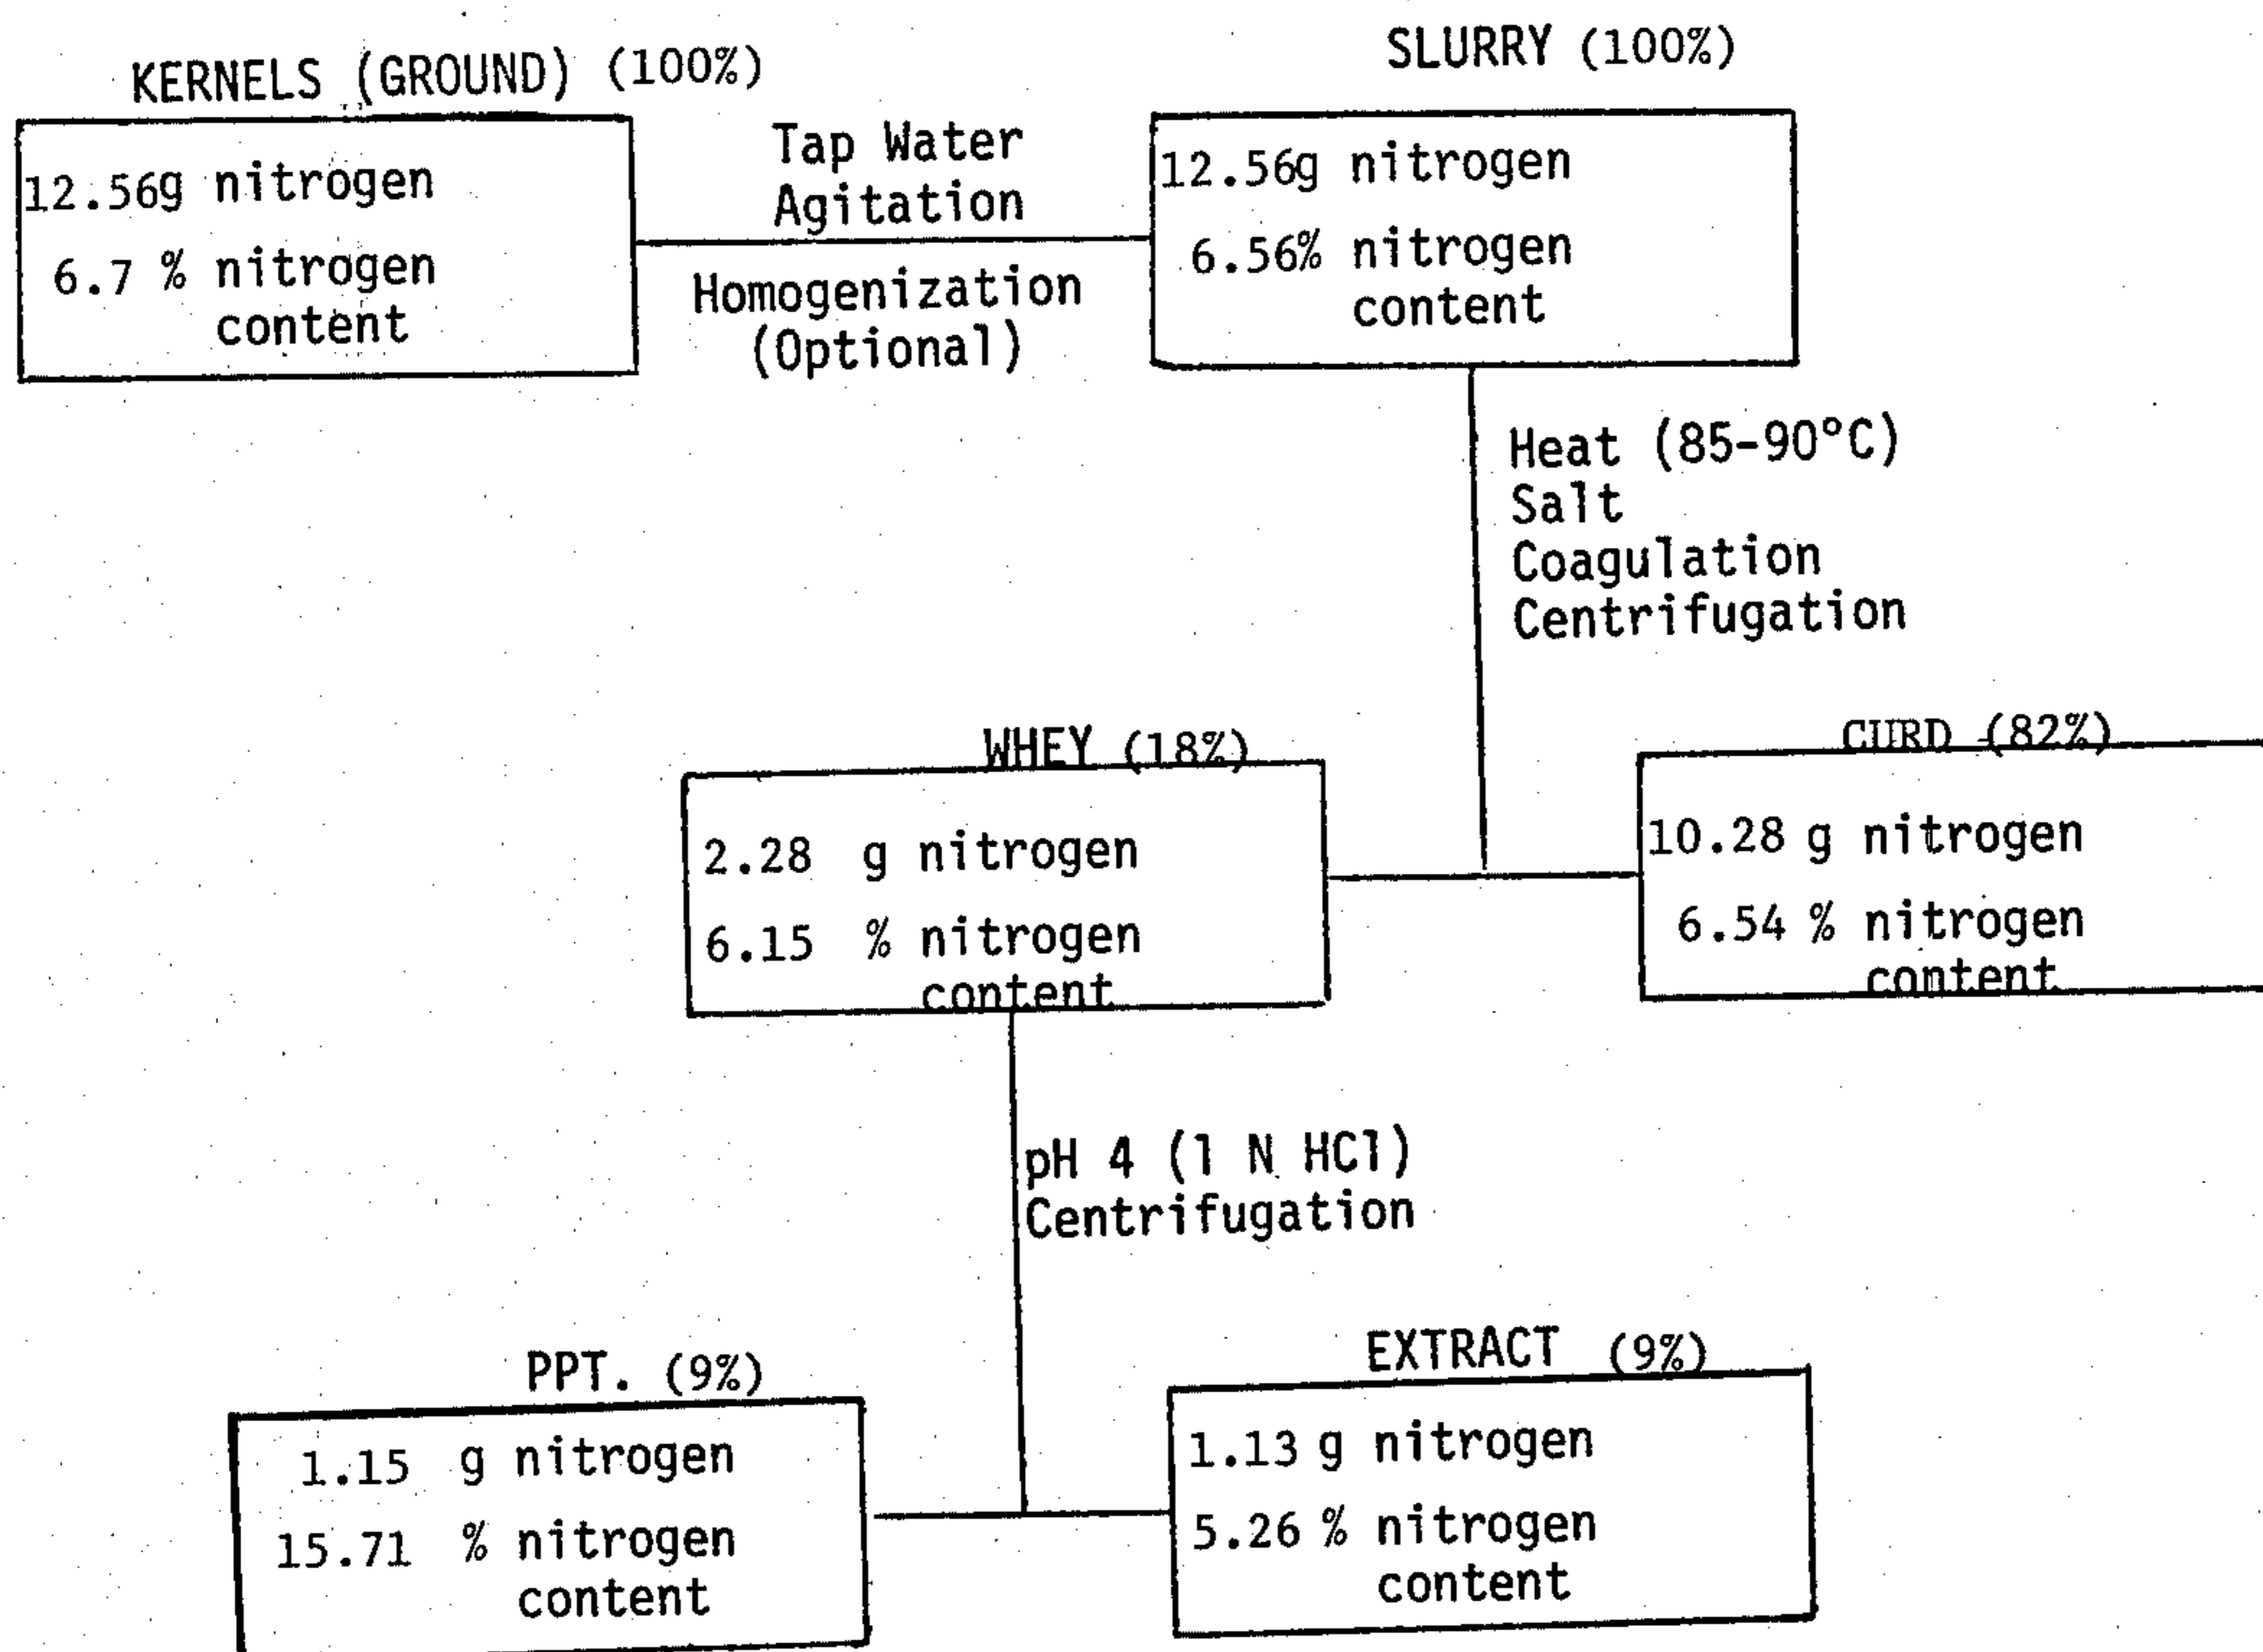 KERNELS (GROUND) (100%)
12.56g nitrogen
6.7 % nitrogen
content
Tap Water
Agitation
Homogenization
(Optional)
SLURRY (100%)
12.56g nitrogen
6.56% nitrogen
content
Heat (85-90°C)
Salt
Coagulation
Centrifugation
WHEY (18%)
2.28 g nitrogen
6.15 % nitrogen
content
CURD (82%)
10.28 g nitrogen
6.54 % nitrogen
content
pH 4 (1 N HCl)
Centrifugation
PPT. (9%)
1.15 g nitrogen
15.71 % nitrogen
content
EXTRACT (9%)
1.13 g nitrogen
5.26 % nitrogen
content